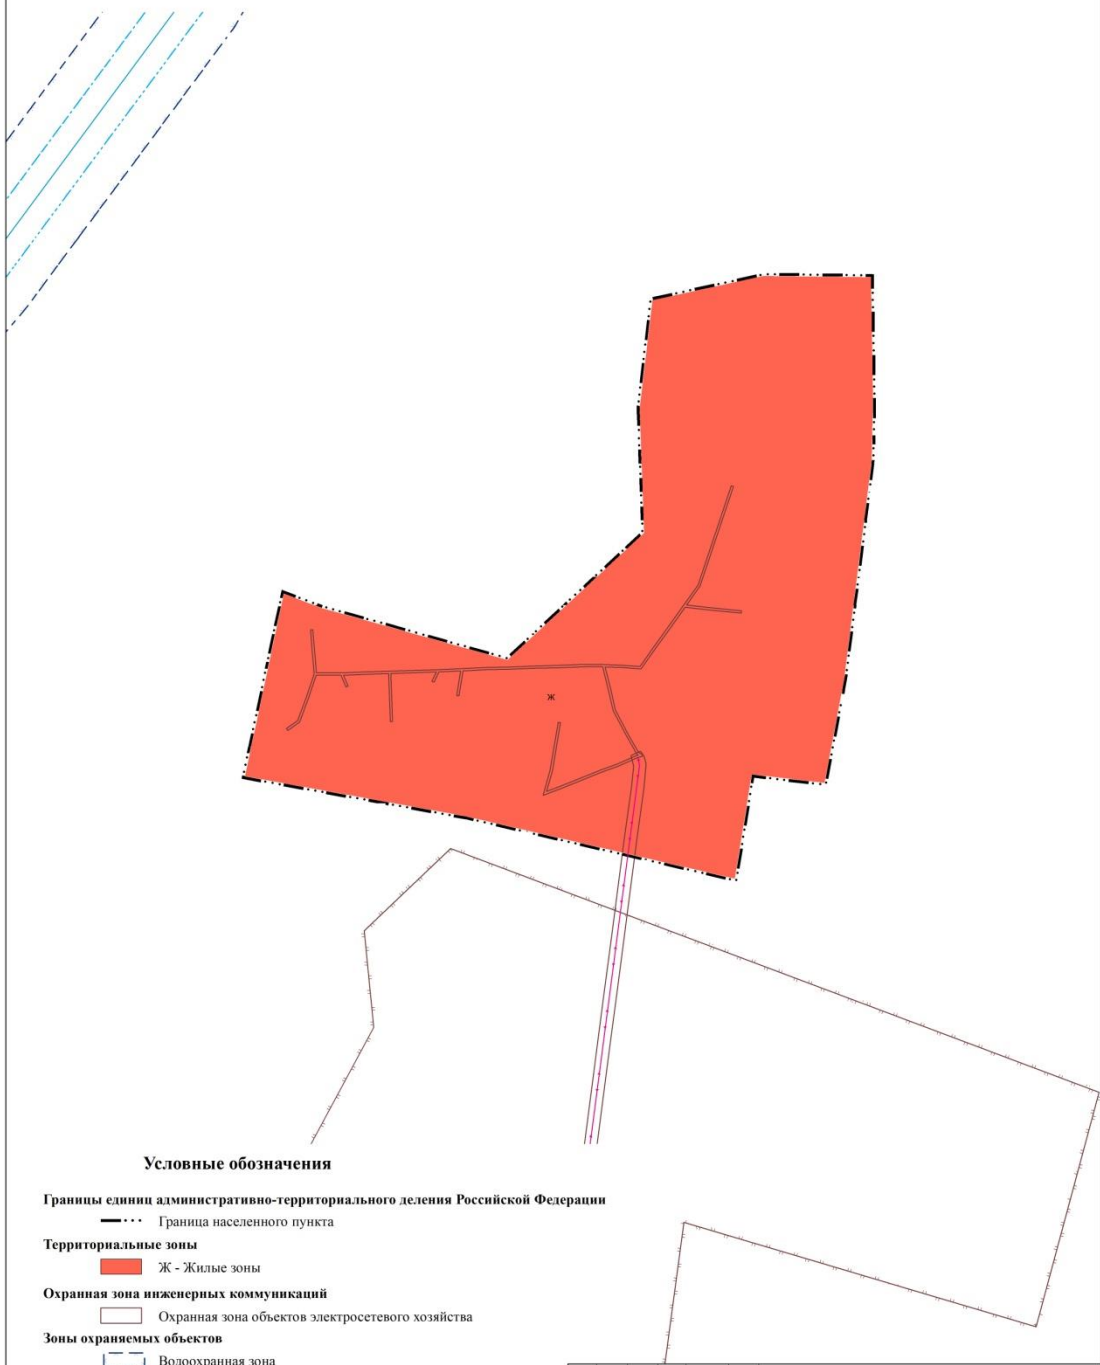 Ж
Условные обозначения
Границы единиц административно-территориального деления Российской Федерации
Граница населенного пункта
Территориальные зоны
Ж - Жилые зоны
Охранная зона инженерных коммуникаций
Охранная зона объектов электросетевого хозяйства
Зоны охраняемых объектов
Водоохранная зона